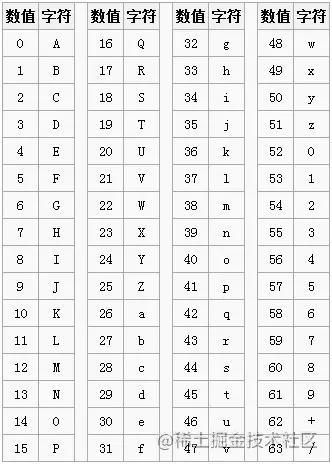 数值 字符 数值 字符 数值 字符 数值 字符
0 A 16 Q 32 g 48 w
1 B 17 R 33 h 49 x
2 C 18 S 34 i 50 y
3 D 19 T 35 j 51 z
4 E 20 U 36 k 52 0
5 F 21 V 37 l 53 1
6 G 22 W 38 m 54 2
7 H 23 X 39 n 55 3
8 I 24 Y 40 o 56 4
9 J 25 Z 41 p 57 5
10 K 26 a 42 q 58 6
11 L 27 b 43 r 59 7
12 M 28 c 44 s 60 8
13 N 29 d 45 t 61 9
14 O 30 e 46 u 62 +
15 P 31 f 47 v 63 /
@稀土掘金技术社区